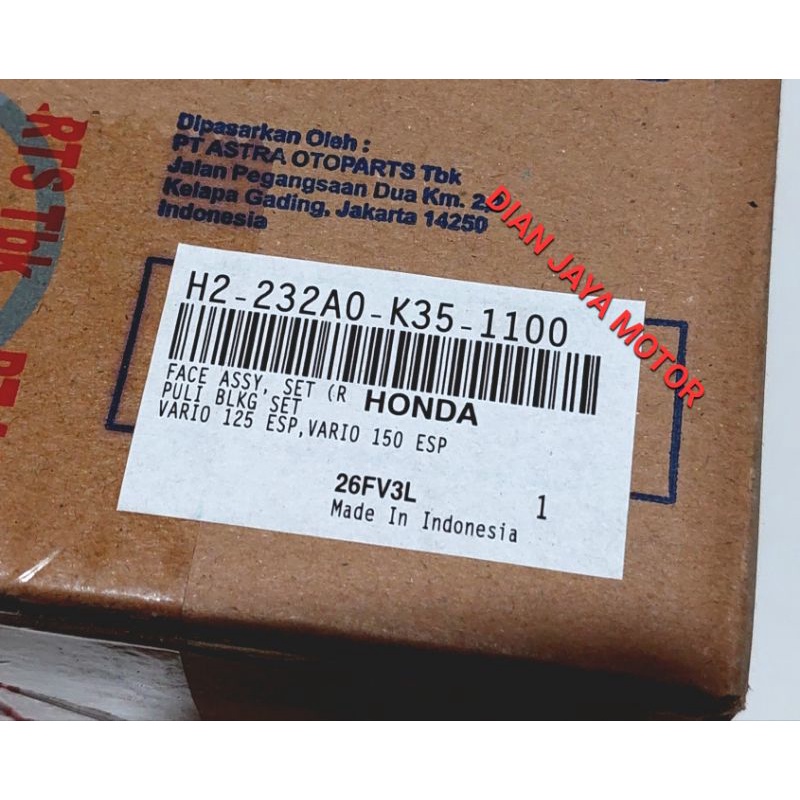 Dipasarkan Oleh :
PT ASTRA OTOPARTS Tbk
Jalan Pegangsaan Dua Km. 2,
Kelapa Gading, Jakarta 14250
Indonesia
DIAN JAYA MOTOR
RTS Tbk
H2-232A0-K35-1100
FACE ASSY, SET (R
PULI BLKG SET
HONDA
VARIO 125 ESP,VARIO 150 ESP
26FV3L
1
Made In Indonesia